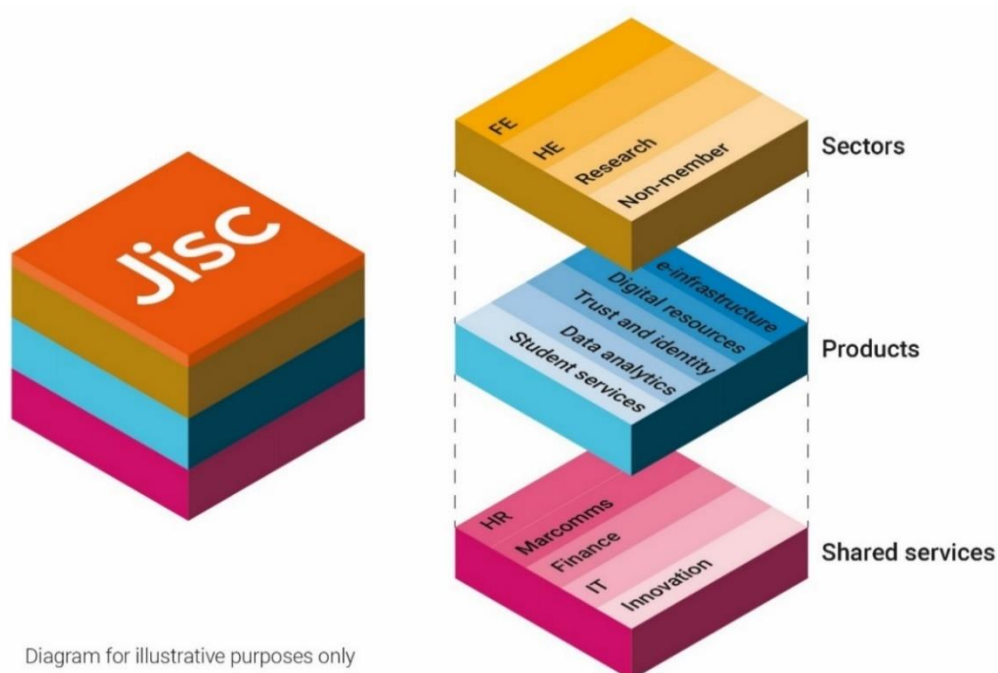 Jisc
FE
HE
Research
Non-member
Sectors
e-infrastructure
Digital resources
Trust and identity
Data analytics
Student services
Products
HR
Marcomms
Finance
IT
Innovation
Shared services
Diagram for illustrative purposes only